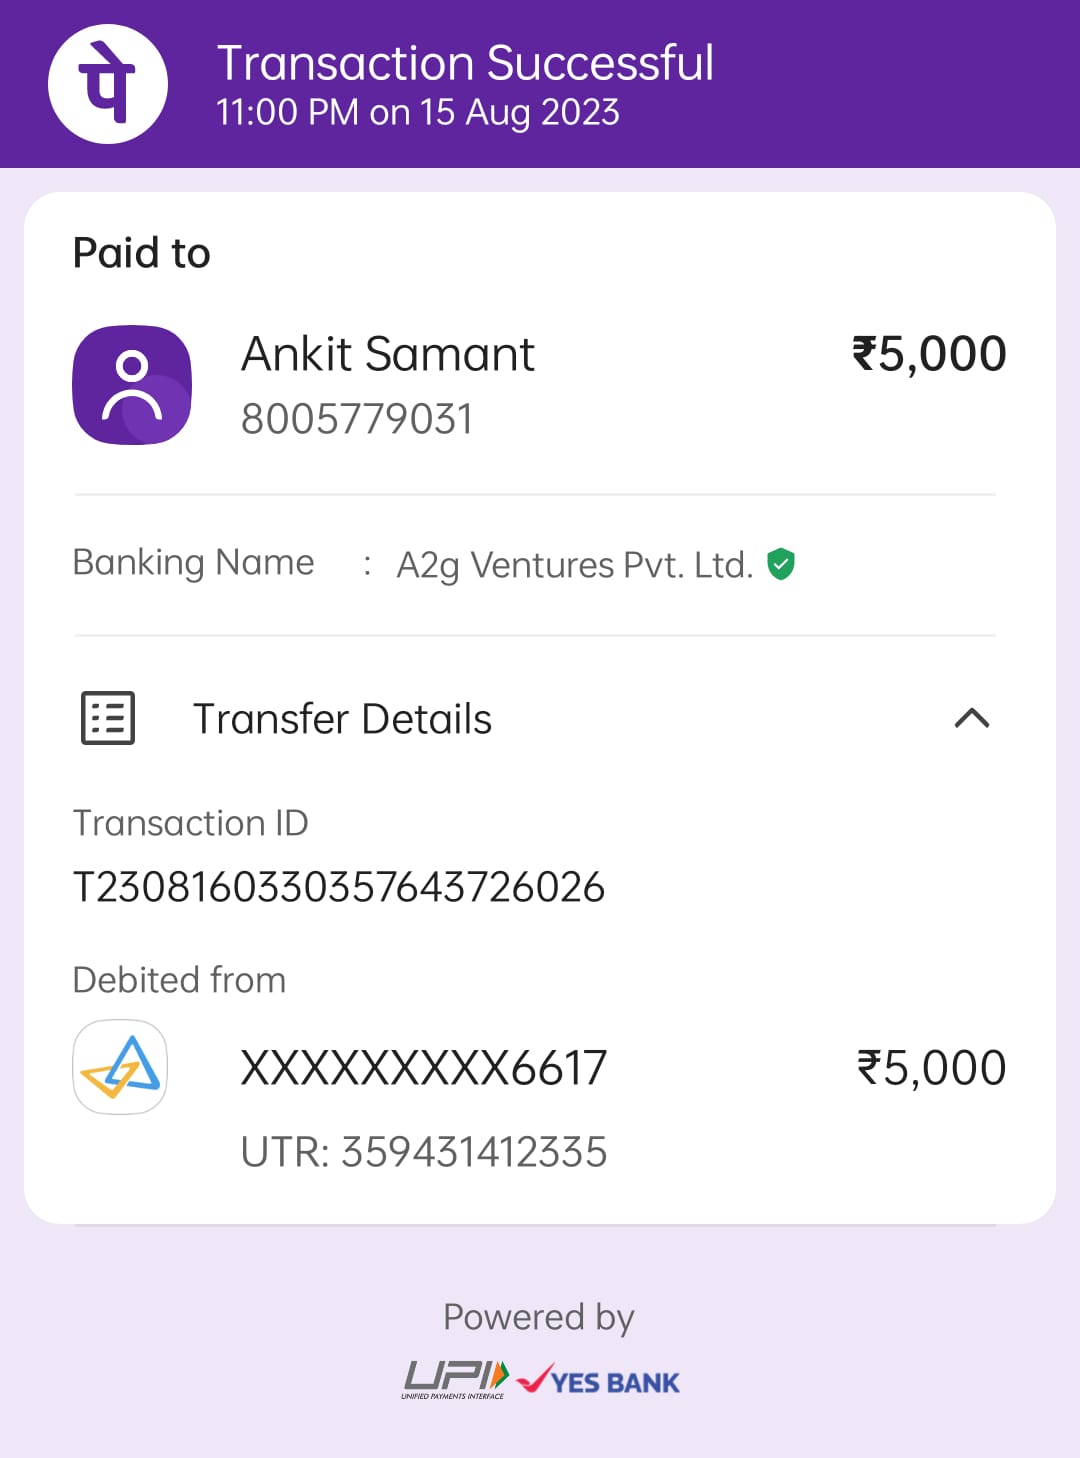 पे
Transaction Successful
11:00 PM on 15 Aug 2023
Paid to
Ankit Samant ₹5,000
8005779031
Banking Name : A2g Ventures Pvt. Ltd.
Transfer Details
Transaction ID
T2308160330357643726026
Debited from
XXXXXXXXX6617 ₹5,000
UTR: 359431412335
Powered by
UPI YES BANK
UNIFIED PAYMENTS INTERFACE